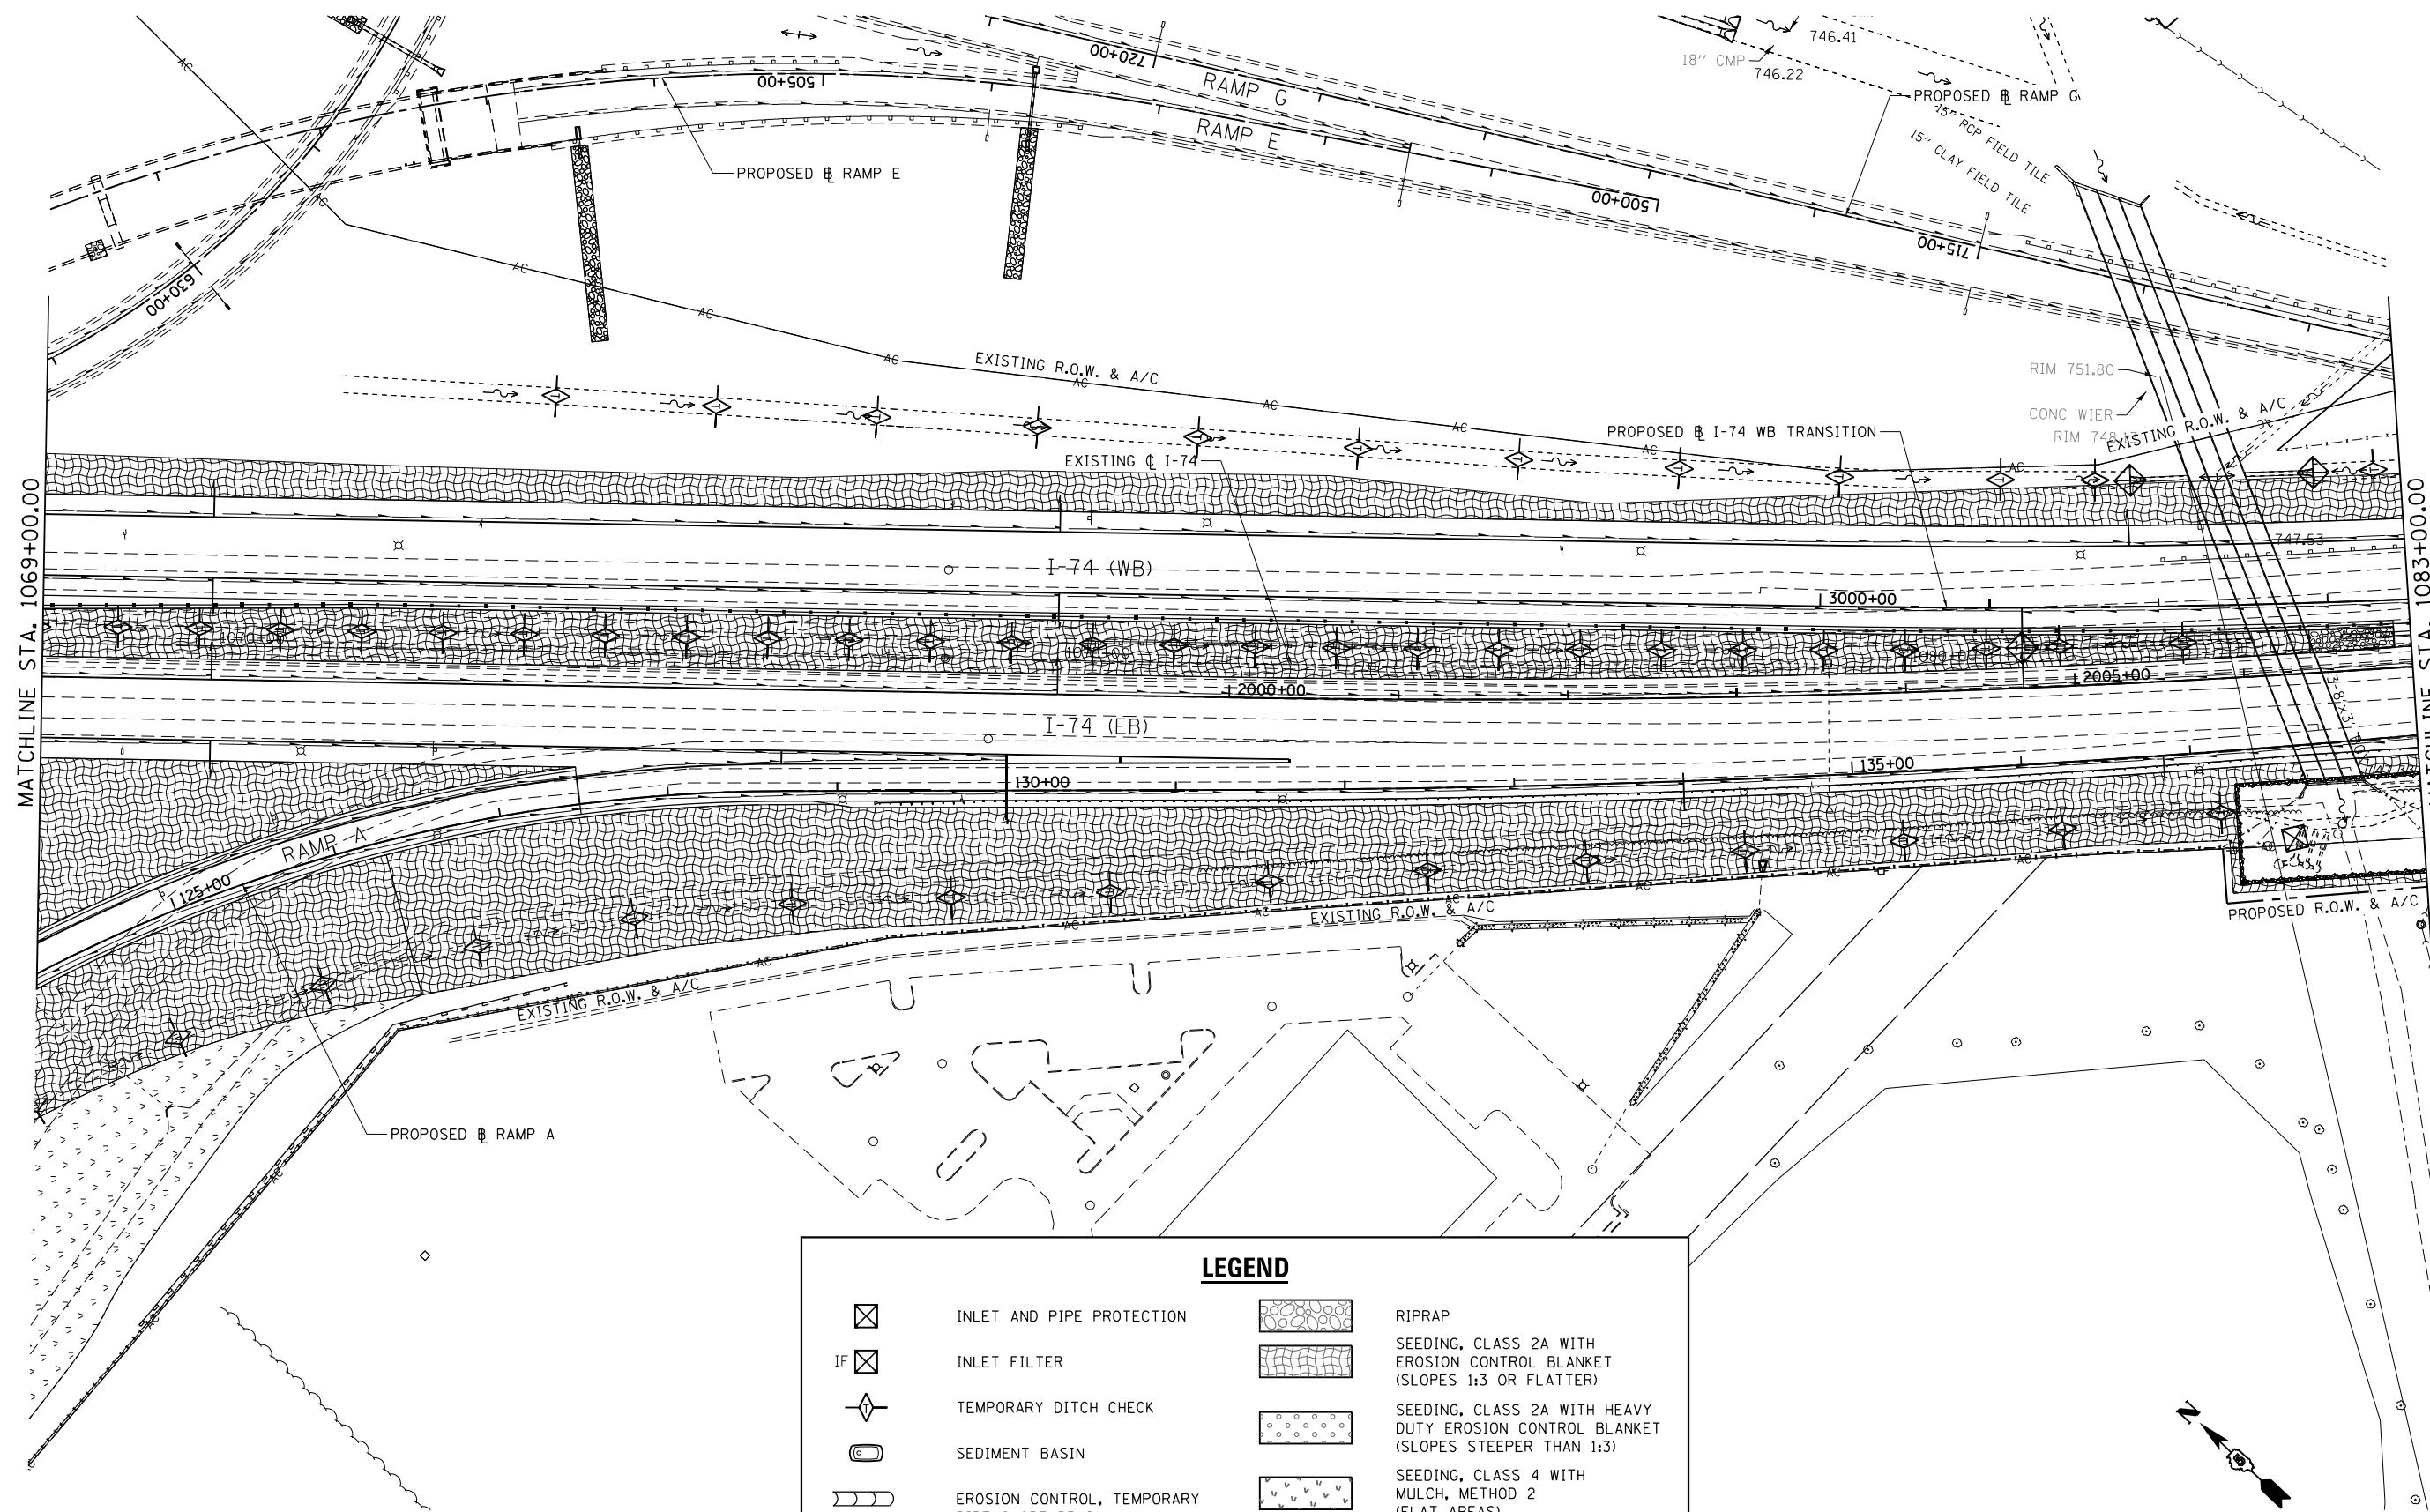 746.41
18'' CMP
746.22
720+00
RAMP G
RAMP E
505+00
PROPOSED ⅊ RAMP G
15'' RCP FIELD TILE
15'' CLAY FIELD TILE
PROPOSED ⅊ RAMP E
500+00
715+00
630+00
AC
EXISTING R.O.W. & A/C
RIM 751.80
CONC WIER
EXISTING R.O.W. & A/C
PROPOSED ⅊ I-74 WB TRANSITION
EXISTING ℄ I-74
MATCHLINE STA. 1069+00.00
MATCHLINE STA. 1083+00.00
747.53
I-74 (WB)
3000+00
2000+00
2005+00
I-74 (EB)
130+00
135+00
RAMP A
125+00
EXISTING R.O.W. & A/C
PROPOSED R.O.W. & A/C
EXISTING R.O.W. & A/C
PROPOSED ⅊ RAMP A
LEGEND
INLET AND PIPE PROTECTION
IF
INLET FILTER
T
TEMPORARY DITCH CHECK
SEDIMENT BASIN
EROSION CONTROL, TEMPORARY
RIPRAP
SEEDING, CLASS 2A WITH
EROSION CONTROL BLANKET
(SLOPES 1:3 OR FLATTER)
SEEDING, CLASS 2A WITH HEAVY
DUTY EROSION CONTROL BLANKET
(SLOPES STEEPER THAN 1:3)
SEEDING, CLASS 4 WITH
MULCH, METHOD 2
(FLAT AREAS)
N